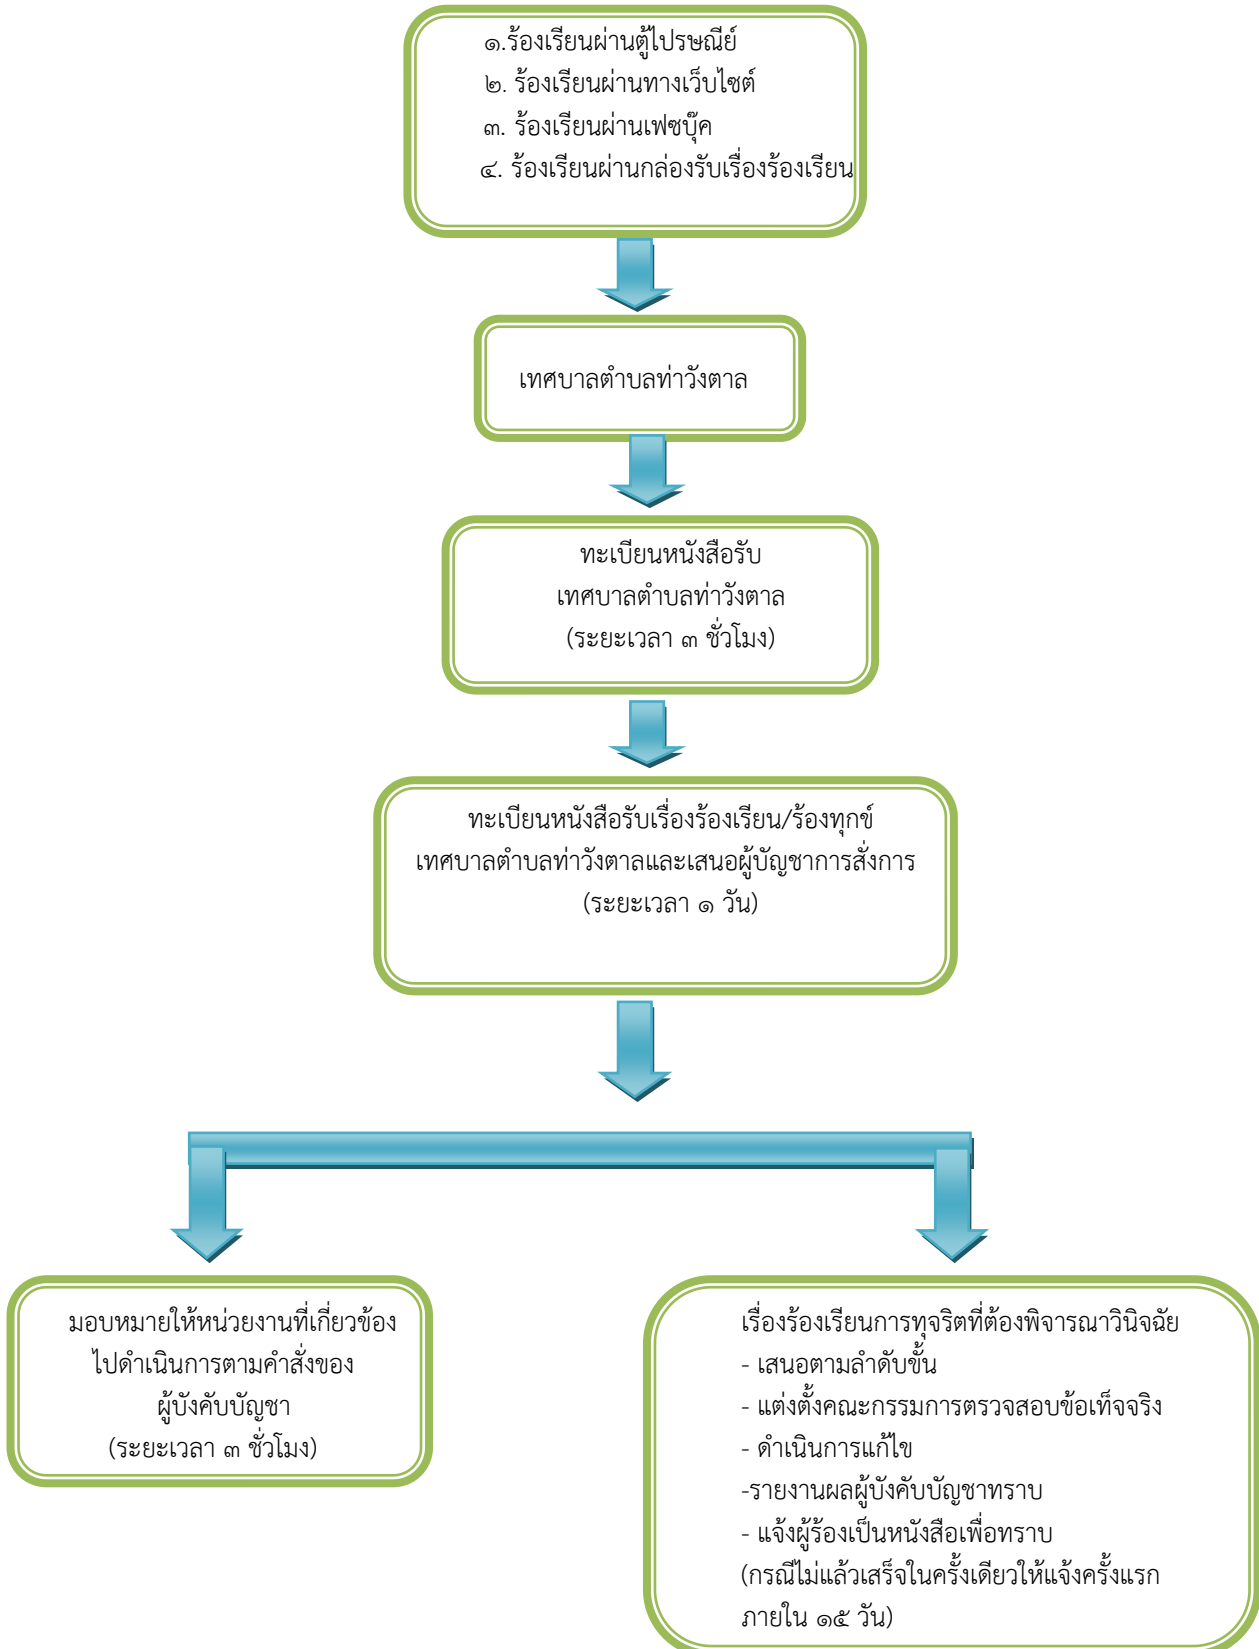 ๑.ร้องเรียนผ่านตู้ไปรษณีย์
๒. ร้องเรียนผ่านทางเว็บไซต์
๓. ร้องเรียนผ่านเฟซบุ๊ค
๔. ร้องเรียนผ่านกล่องรับเรื่องร้องเรียน
เทศบาลตำบลท่าวังตาล
ทะเบียนหนังสือรับ
เทศบาลตำบลท่าวังตาล
(ระยะเวลา ๓ ชั่วโมง)
ทะเบียนหนังสือรับเรื่องร้องเรียน/ร้องทุกข์
เทศบาลตำบลท่าวังตาลและเสนอผู้บัญชาการสั่งการ
(ระยะเวลา ๑ วัน)
มอบหมายให้หน่วยงานที่เกี่ยวข้อง
ไปดำเนินการตามคำสั่งของ
ผู้บังคับบัญชา
(ระยะเวลา ๓ ชั่วโมง)
เรื่องร้องเรียนการทุจริตที่ต้องพิจารณาวินิจฉัย
- เสนอตามลำดับขั้น
- แต่งตั้งคณะกรรมการตรวจสอบข้อเท็จจริง
- ดำเนินการแก้ไข
-รายงานผลผู้บังคับบัญชาทราบ
- แจ้งผู้ร้องเป็นหนังสือเพื่อทราบ
(กรณีไม่แล้วเสร็จในครั้งเดียวให้แจ้งครั้งแรก
ภายใน ๑๕ วัน)